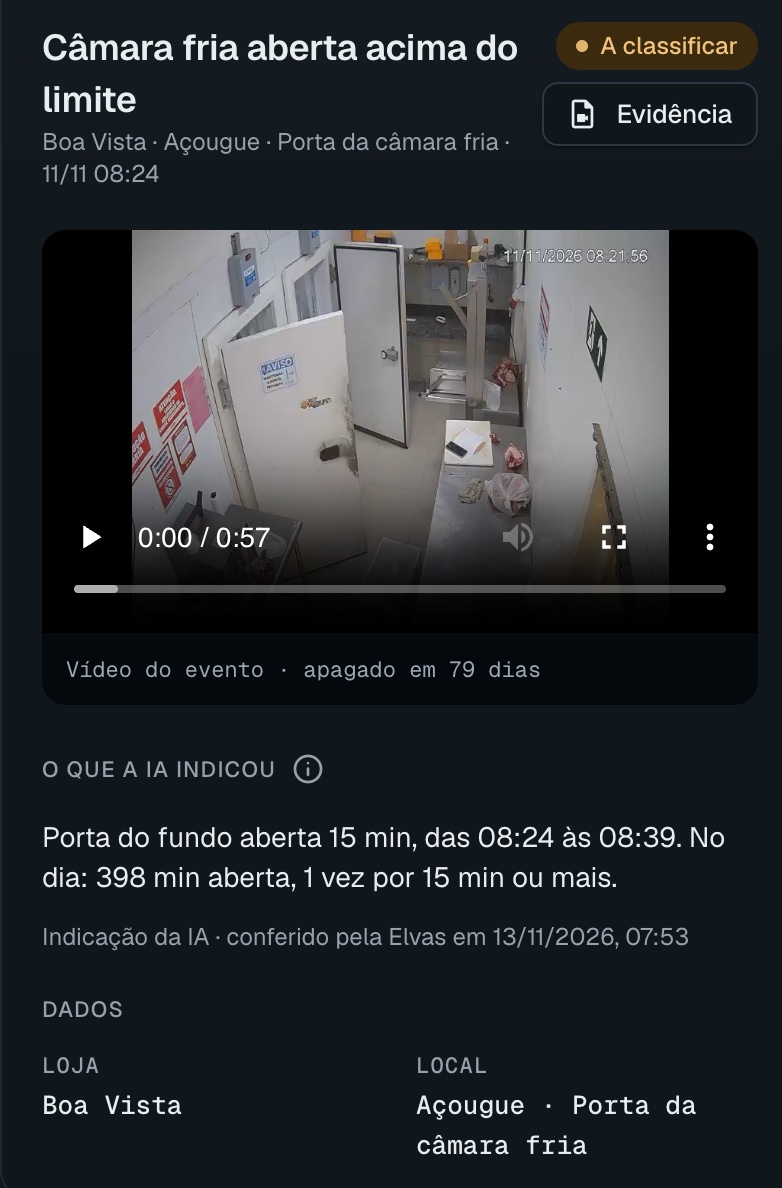 Câmara fria aberta acima do
limite
A classificar
Evidência
Boa Vista · Açougue · Porta da câmara fria ·
11/11 08:24
11/11/2026 08:21:56
AVISO
0:00 / 0:57
Vídeo do evento · apagado em 79 dias
O QUE A IA INDICOU
Porta do fundo aberta 15 min, das 08:24 às 08:39. No
dia: 398 min aberta, 1 vez por 15 min ou mais.
Indicação da IA · conferido pela Elvas em 13/11/2026, 07:53
DADOS
LOJA
Boa Vista
LOCAL
Açougue · Porta da
câmara fria